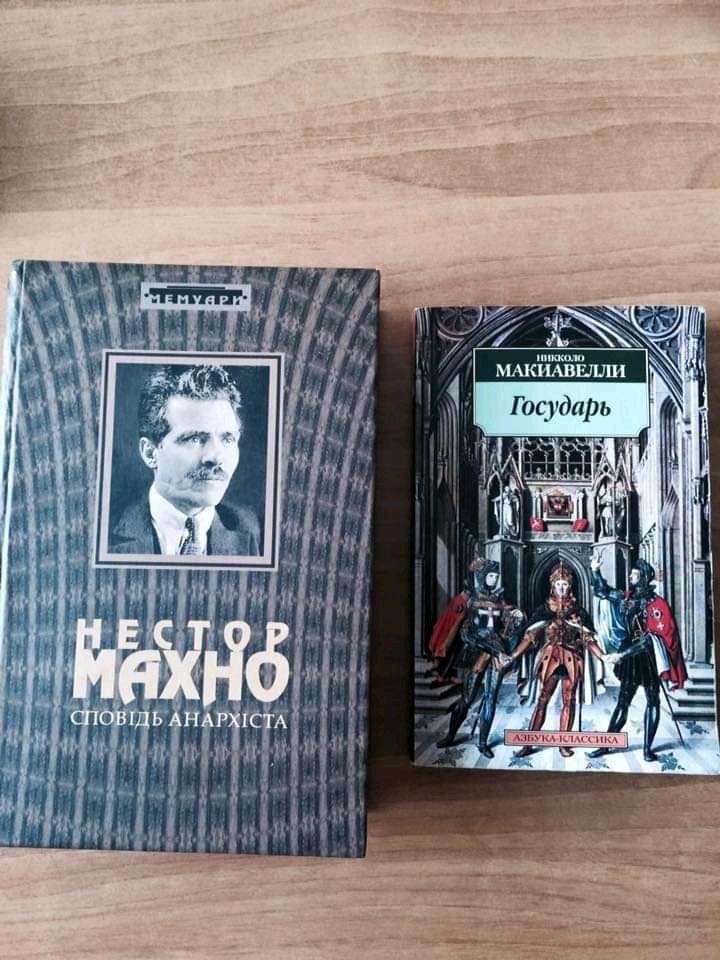 МЕМУАРИ
НЕСТОР
МАХНО
СПОВІДЬ АНАРХІСТА
НИККОЛО
МАКИАВЕЛЛИ
Государь
АЗБУКА-КЛАССИКА